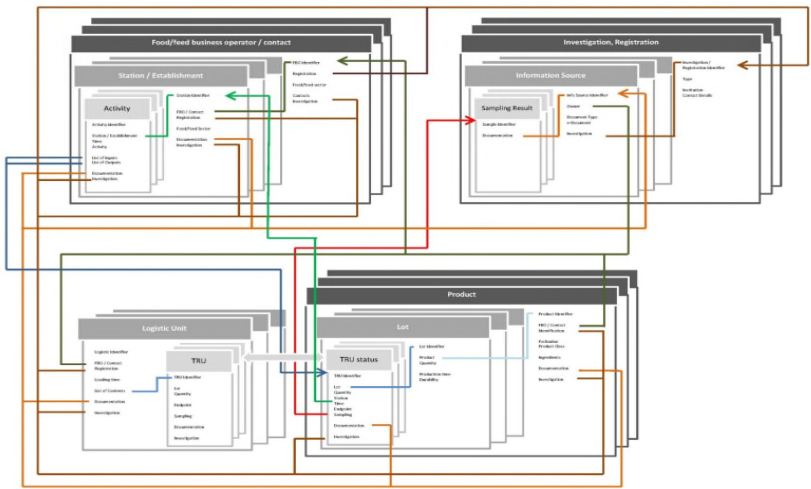 Food/feed business operator / contact
FBO Identifier
Registration
Food/feed sector
Contacts
Investigation
Station / Establishment
Station Identifier
FBO / Contact
Registration
Food/Feed Sector
Documentation
Investigation
Activity
Activity Identifier
Station / Establishment
Time
Activity
List of Inputs
List of Outputs
Documentation
Investigation
Investigation, Registration
Investigation /
Registration Identifier
Type
Institution
Contact Details
Information Source
Info Source Identifier
Owner
Document Type
Investigation
Sampling Result
Sample Identifier
Documentation
Logistic Unit
Logistic Identifier
FBO / Contact
Registration
Loading time
List of Contents
Documentation
Investigation
TRU
TRU Identifier
Lot
Quantity
Endpoint
Sampling
Documentation
Investigation
Product
Product Identifier
FBO / Contact
Identification
Product Class
Ingredients
Documentation
Investigation
Lot
Lot Identifier
Product
Quantity
Production time
Durability
TRU status
TRU Identifier
Lot
Quantity
Station
Time
Endpoint
Sampling
Documentation
Investigation